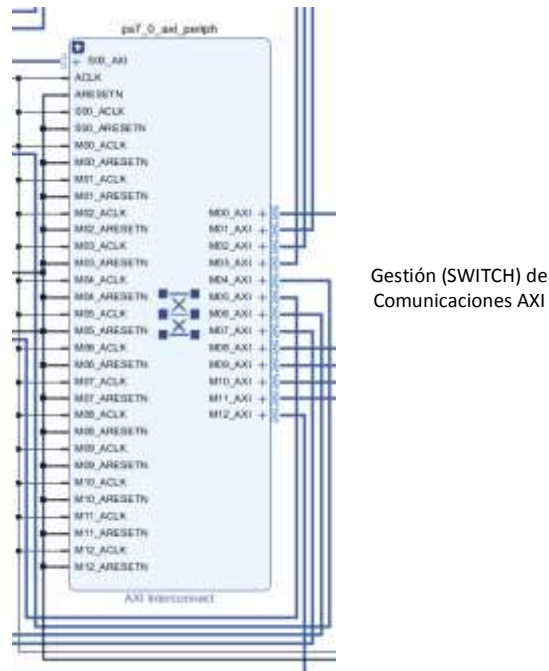 ps7_0_axi_periph
S00_AXI
ACLK
ARESETN
S00_ACLK
S00_ARESETN
M00_ACLK
M00_ARESETN
M01_ACLK
M01_ARESETN
M02_ACLK
M02_ARESETN
M03_ACLK
M03_ARESETN
M04_ACLK
M04_ARESETN
M05_ACLK
M05_ARESETN
M06_ACLK
M06_ARESETN
M07_ACLK
M07_ARESETN
M08_ACLK
M08_ARESETN
M09_ACLK
M09_ARESETN
M10_ACLK
M10_ARESETN
M11_ACLK
M11_ARESETN
M12_ACLK
M12_ARESETN
M00_AXI
M01_AXI
M02_AXI
M03_AXI
M04_AXI
M05_AXI
M06_AXI
M07_AXI
M08_AXI
M09_AXI
M10_AXI
M11_AXI
M12_AXI
AXI Interconnect
Gestión (SWITCH) de
Comunicaciones AXI